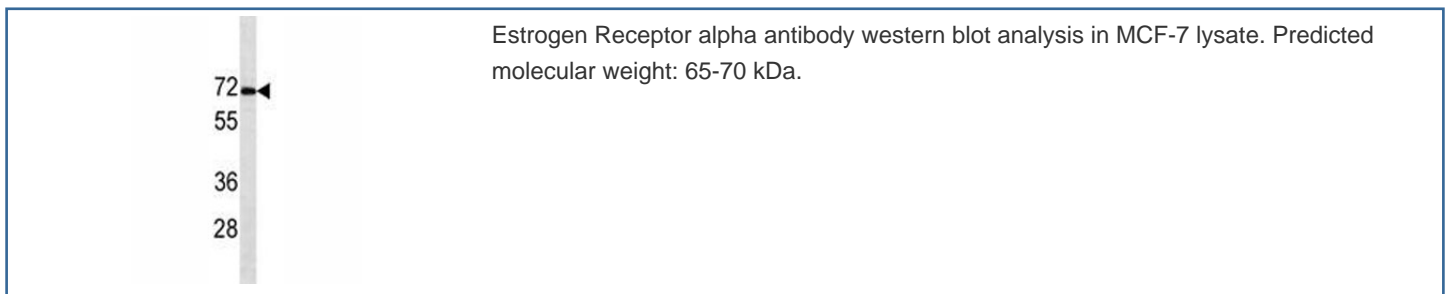 72
55
36
28
Estrogen Receptor alpha antibody western blot analysis in MCF-7 lysate. Predicted
molecular weight: 65-70 kDa.